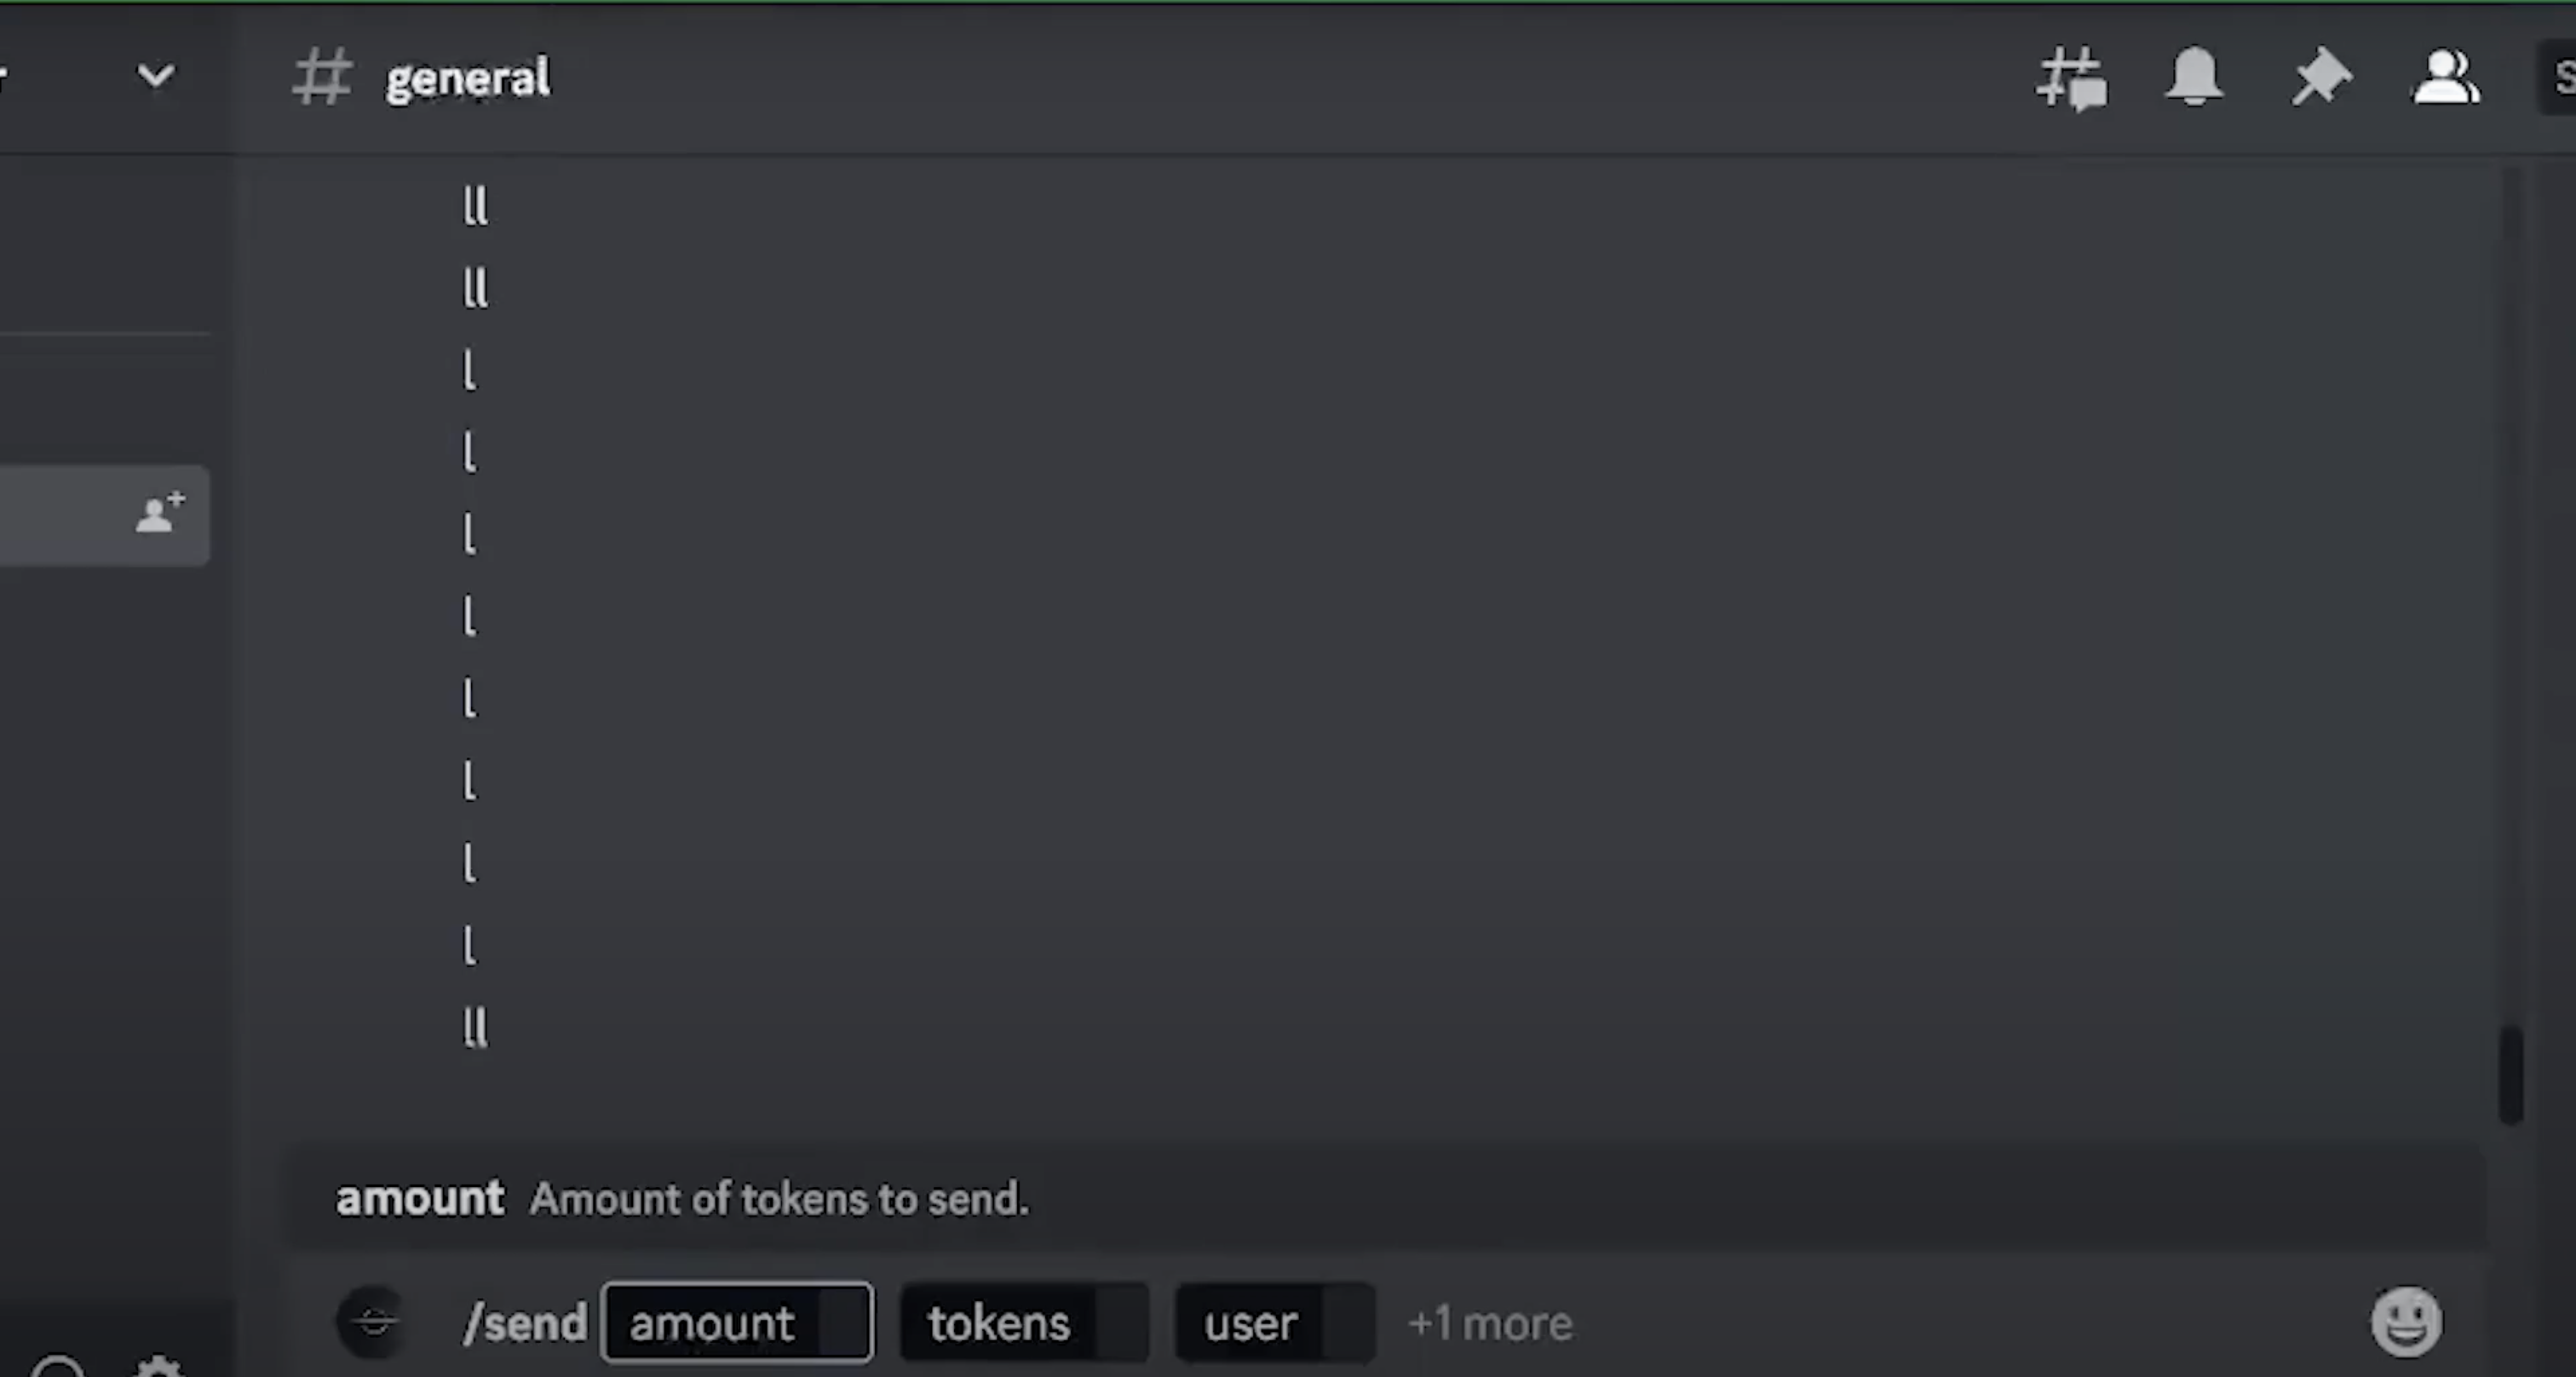 general
ll
ll
l
l
l
l
l
l
l
l
ll
amount Amount of tokens to send.
/send amount tokens user +1 more